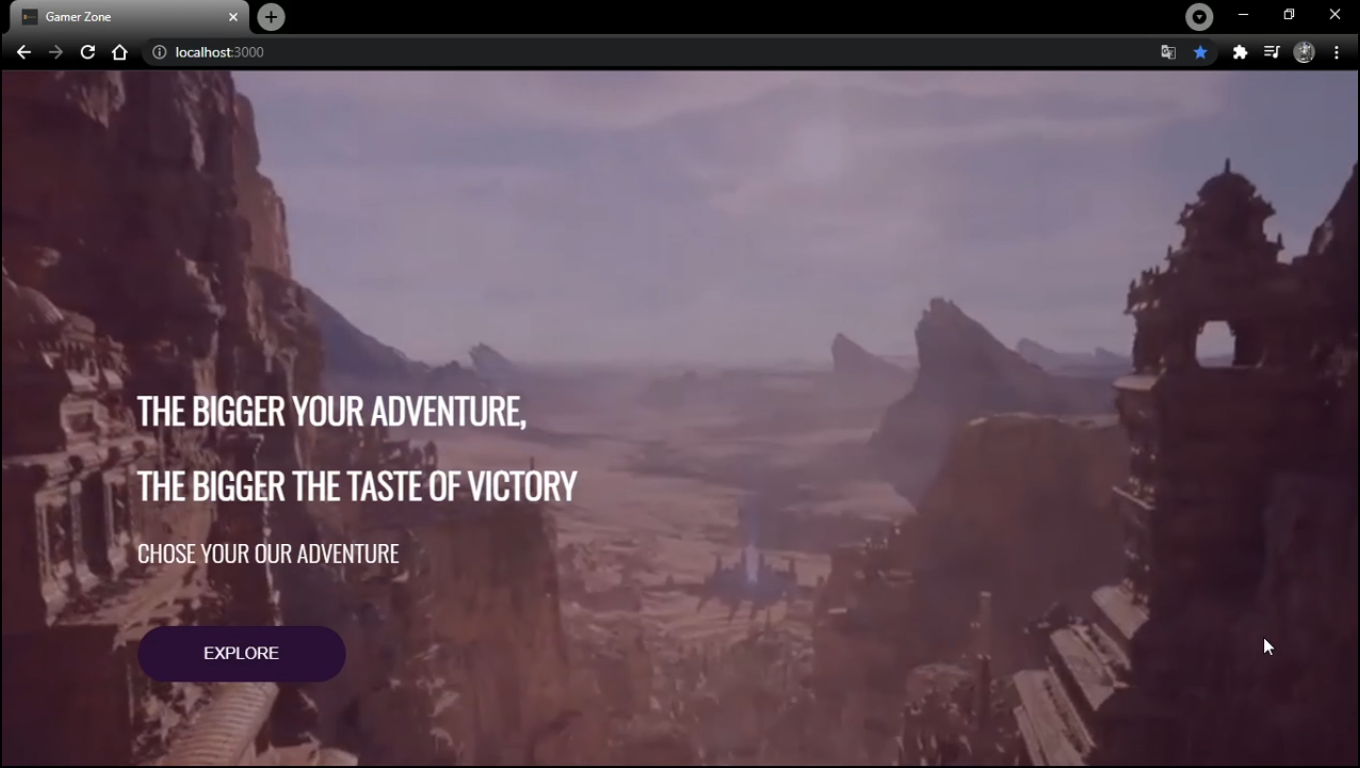 Gamer Zone
localhost:3000
THE BIGGER YOUR ADVENTURE,
THE BIGGER THE TASTE OF VICTORY
CHOSE YOUR OUR ADVENTURE
EXPLORE